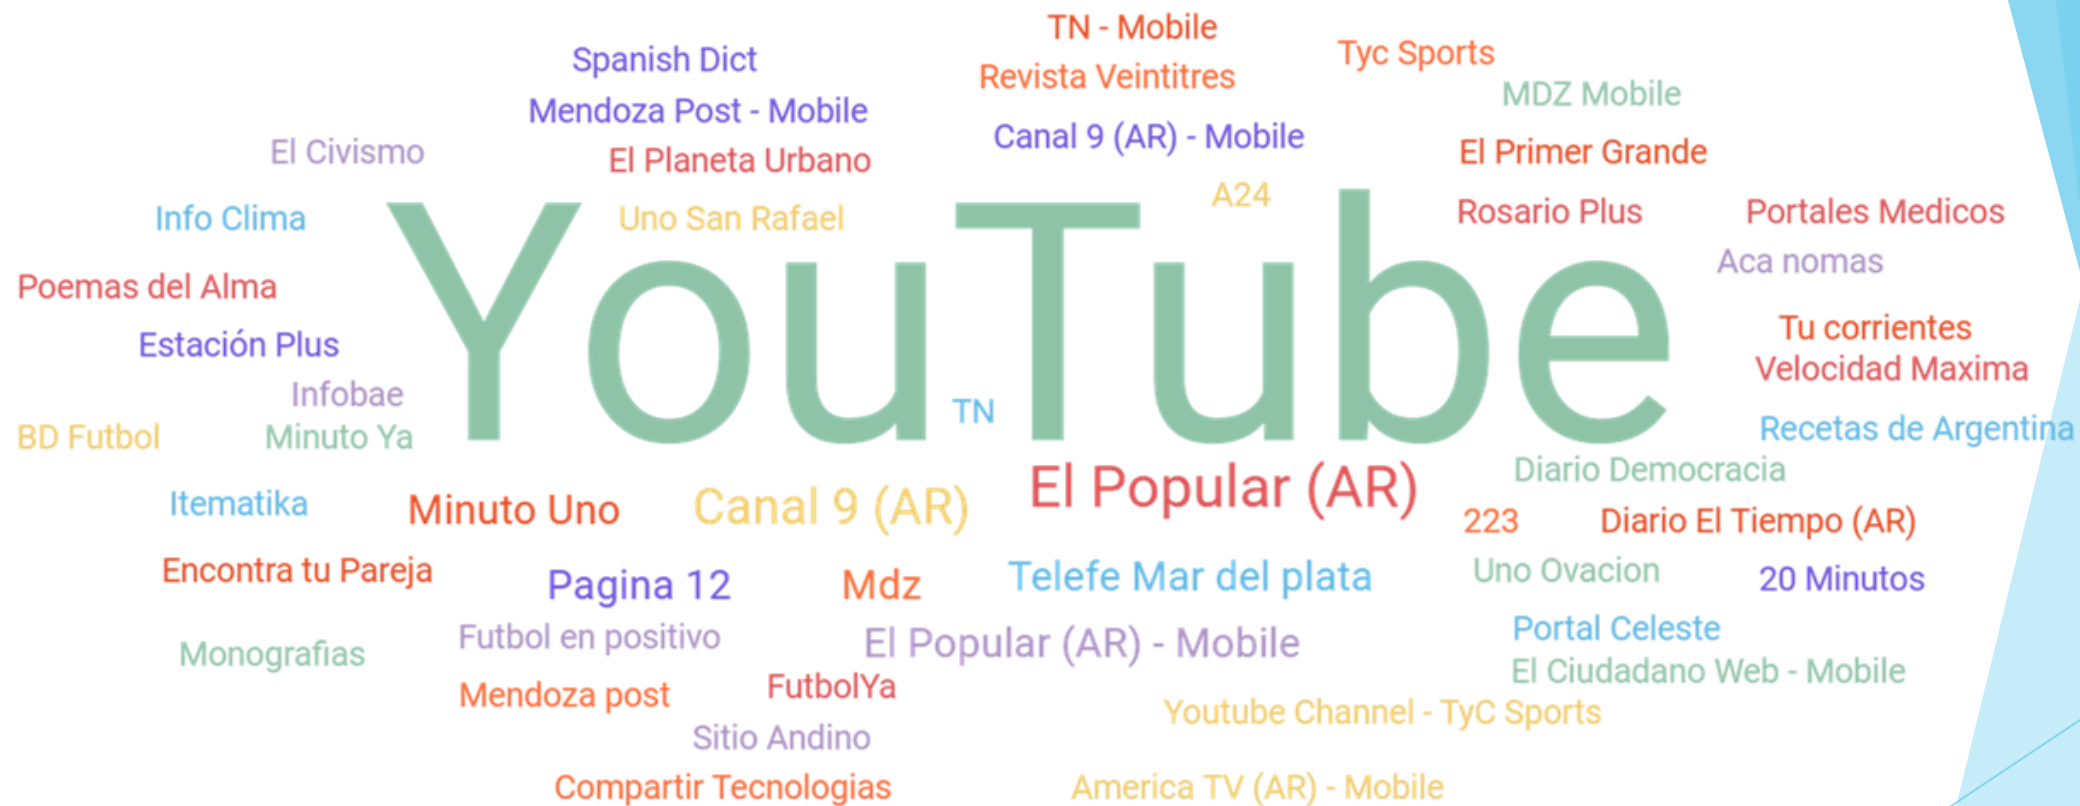 TN - Mobile
Spanish Dict
Tyc Sports
Revista Veintitres
MDZ Mobile
Mendoza Post - Mobile
Canal 9 (AR) - Mobile
El Civismo
El Planeta Urbano
El Primer Grande
A24
Info Clima
Uno San Rafael
Rosario Plus
Portales Medicos
Aca nomas
Poemas del Alma
YouTube
Tu corrientes
Estación Plus
Velocidad Maxima
Infobae
TN
BD Futbol
Minuto Ya
Recetas de Argentina
Diario Democracia
El Popular (AR)
Itematika
Minuto Uno
Canal 9 (AR)
223
Diario El Tiempo (AR)
Encontra tu Pareja
Pagina 12
Mdz
Telefe Mar del plata
Uno Ovacion
20 Minutos
Portal Celeste
Futbol en positivo
El Popular (AR) - Mobile
Monografias
El Ciudadano Web - Mobile
Mendoza post
FutbolYa
Youtube Channel - TyC Sports
Sitio Andino
Compartir Tecnologias
America TV (AR) - Mobile